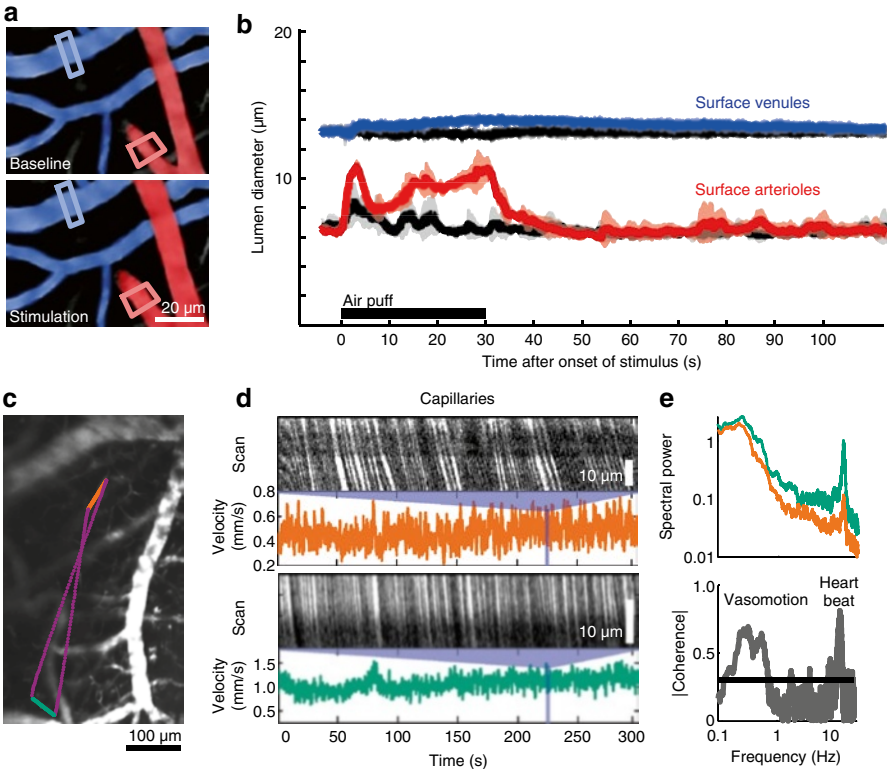 a
Baseline
Stimulation
20 µm
b
20
10
Lumen diameter (µm)
Surface venules
Surface arterioles
Air puff
0 10 20 30 40 50 60 70 80 90 100
Time after onset of stimulus (s)
c
100 µm
d
Capillaries
Scan
10 µm
0.8
0.6
0.4
0.2
Velocity
(mm/s)
Scan
10 µm
1.5
1.0
0.5
Velocity
(mm/s)
0 50 100 150 200 250 300
Time (s)
e
1
0.1
0.01
Spectral power
1.0
0.5
0
|Coherence|
Vasomotion
Heart
beat
0.1 1 10
Frequency (Hz)